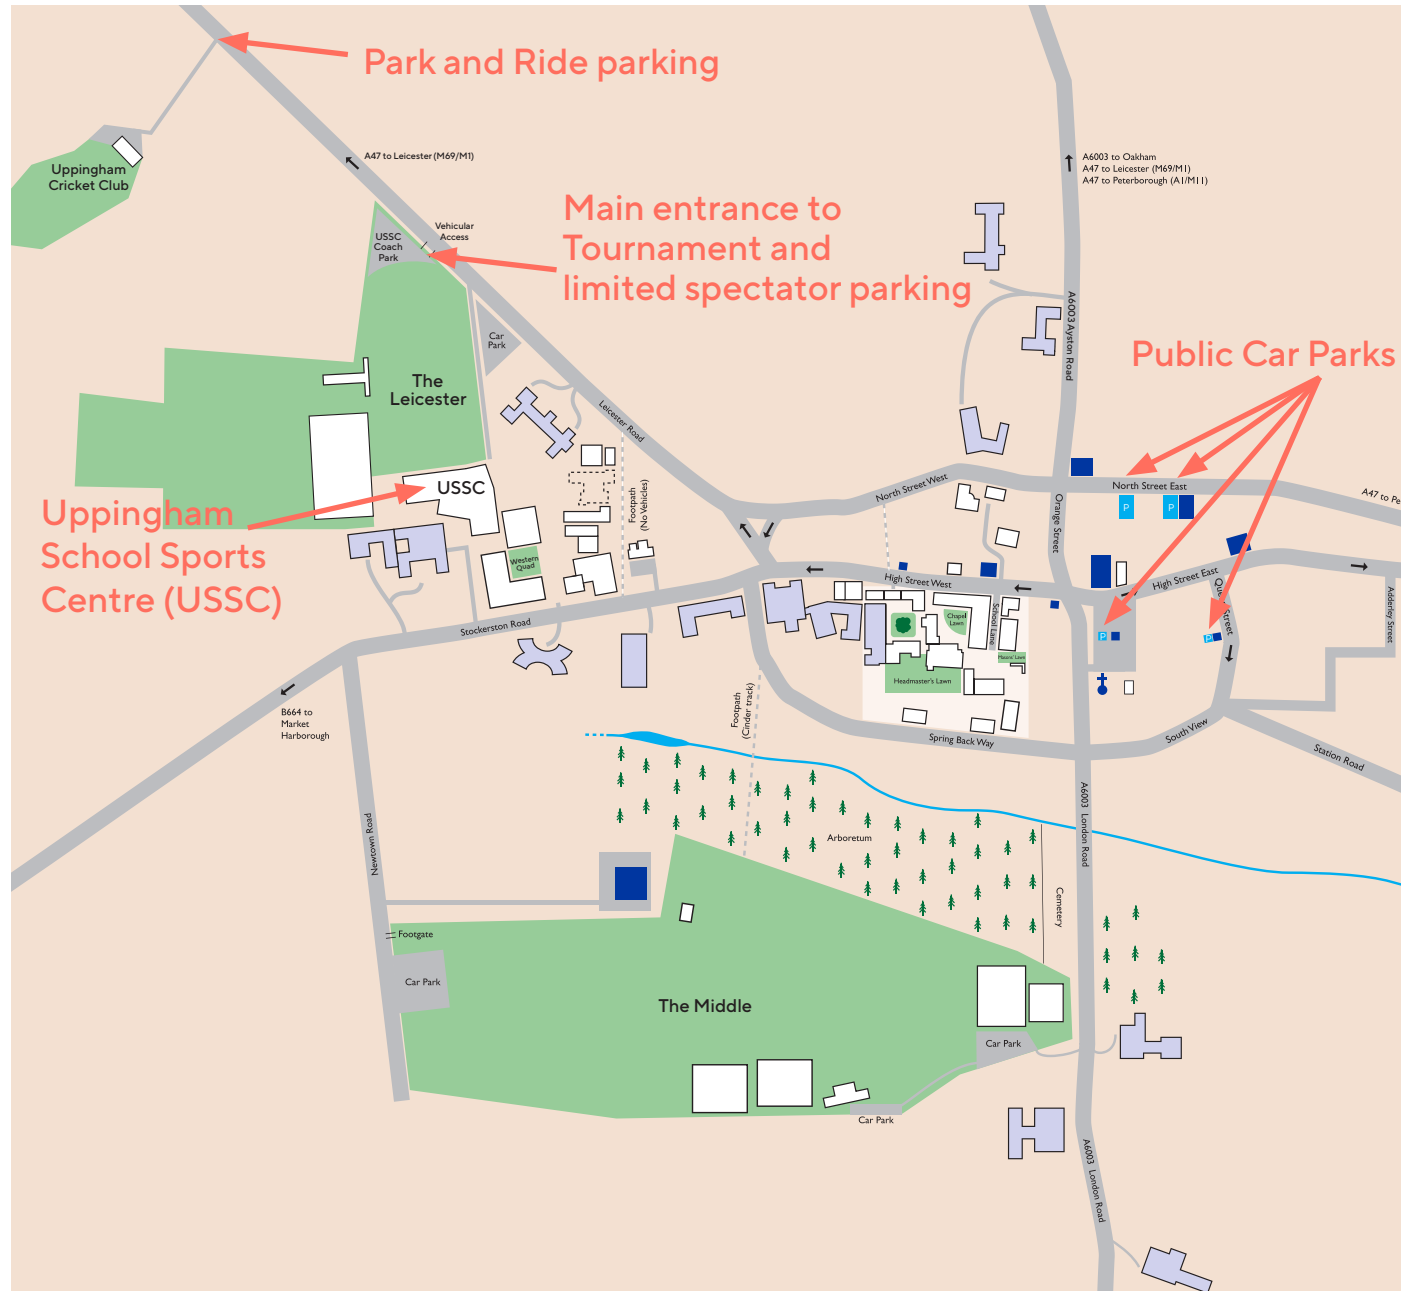 Park and Ride parking
A47 to Leicester (M69/M1)
A6003 to Oakham
A47 to Leicester (M69/M1)
A47 to Peterborough (A1/M11)
Uppingham
Cricket Club
Main entrance to
Tournament and
limited spectator parking
Vehicular
Access
USSC
Coach
Park
Car
Park
A6003 Ayston Road
Public Car Parks
The
Leicester
Leicester Road
USSC
North Street West
North Street East
P
P
A47 to Pe
Orange Street
Footpath
(No Vehicles)
Uppingham
School Sports
Centre (USSC)
Western
Quad
High Street West
High Street East
Queen Street
Adderley Street
School Lane
Chapel
Lawn
P
P
Stockerston Road
Masons' Lawn
Headmaster's Lawn
B664 to
Market
Harborough
Footpath
(Cinder track)
Spring Back Way
South View
Station Road
A6003 London Road
Newtown Road
Arboretum
Cemetery
Footgate
Car Park
The Middle
Car Park
Car Park
A6003 London Road